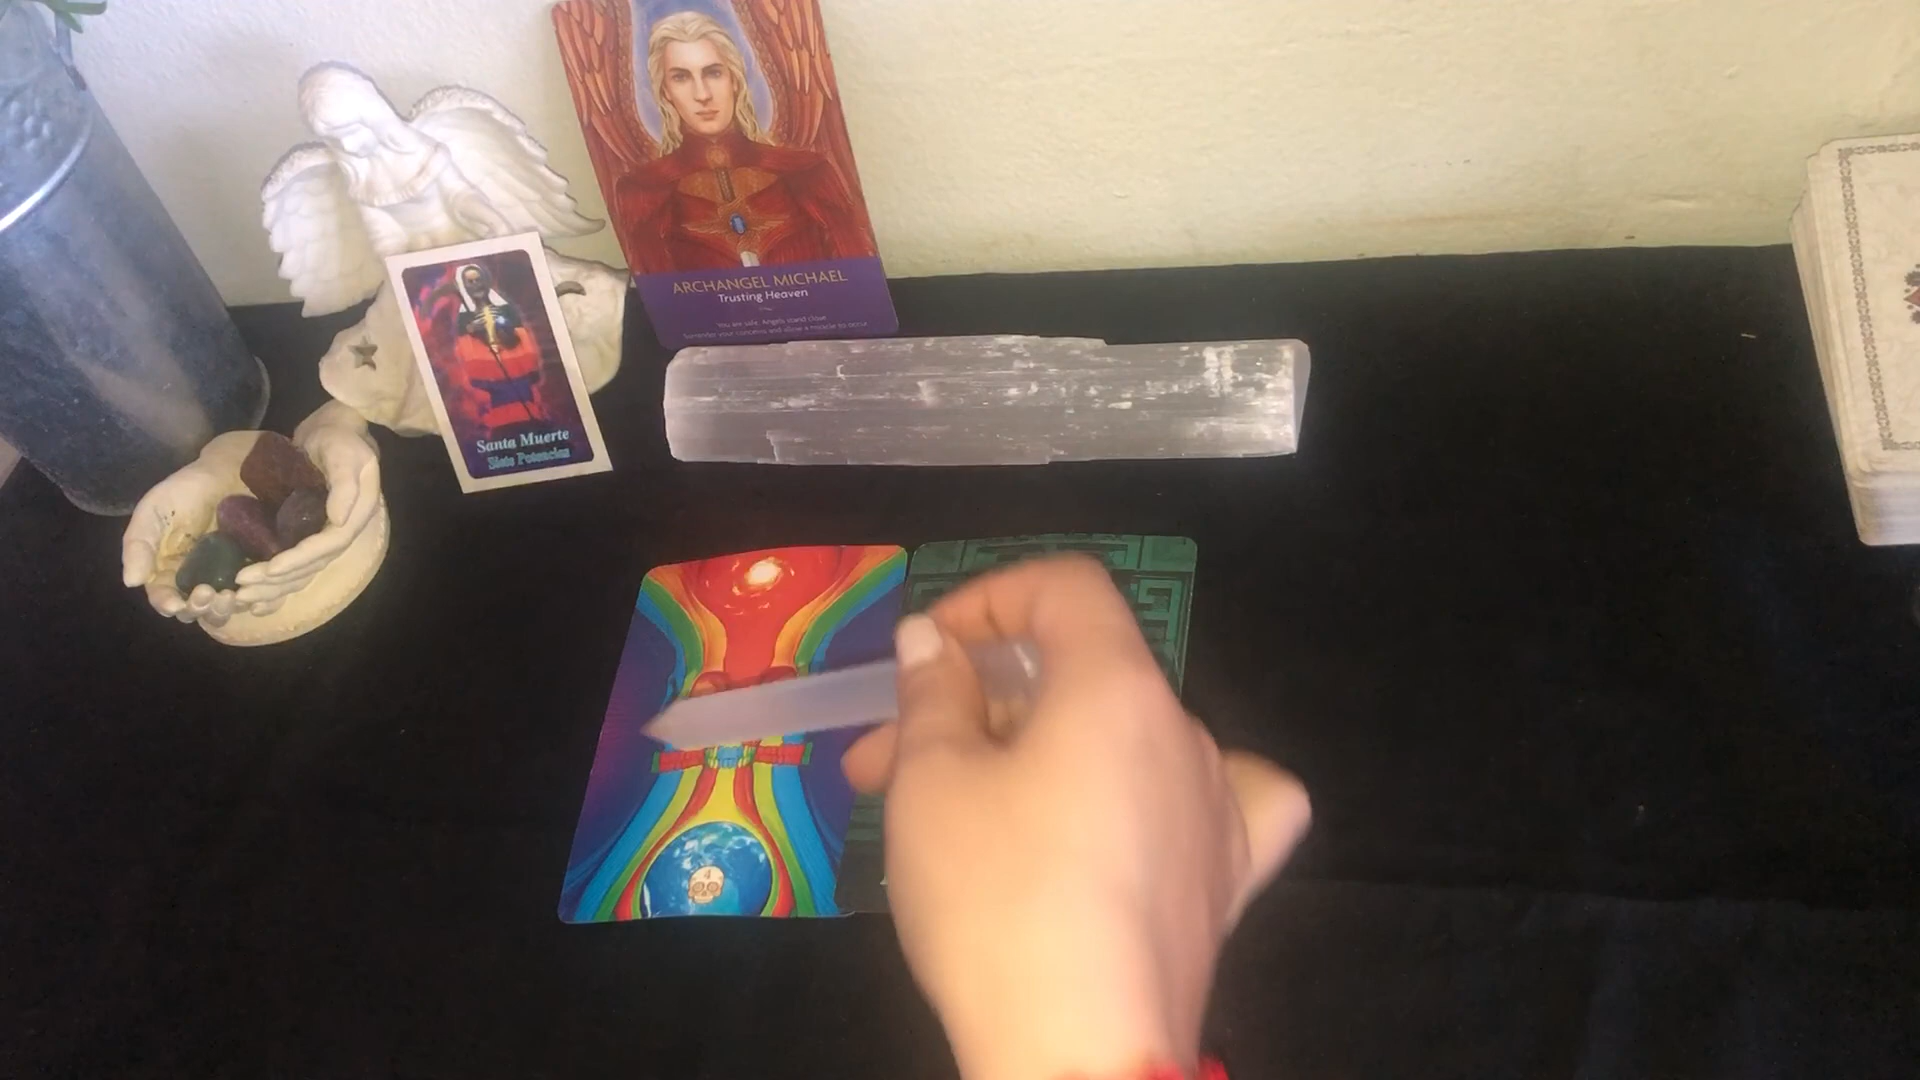 ARCHANGEL MICHAEL
Trusting Heaven
You are safe. Angels stand close
Surrender your concerns and allow a miracle to occur
Santa Muerte
Siete Potencias
4